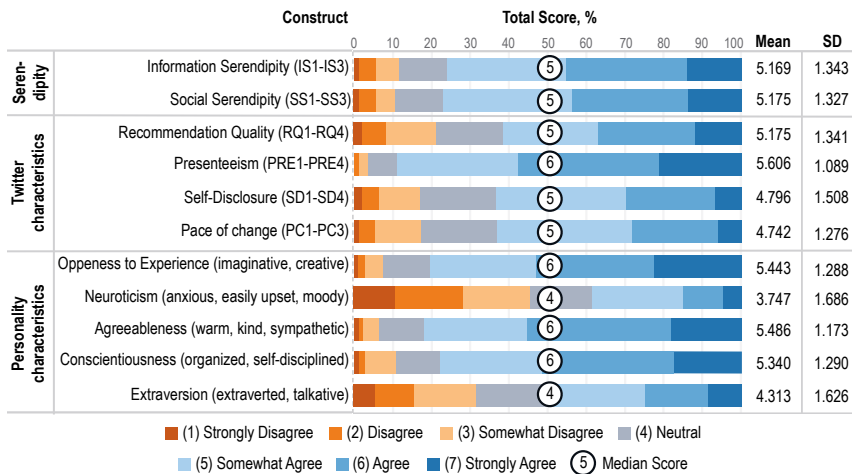 Construct Total Score, %
0 10 20 30 40 50 60 70 80 90 100 Mean SD
Seren-
dipity
Information Serendipity (IS1-IS3) 5 5.169 1.343
Social Serendipity (SS1-SS3) 5 5.175 1.327
Twitter
characteristics
Recommendation Quality (RQ1-RQ4) 5 5.175 1.341
Presenteeism (PRE1-PRE4) 6 5.606 1.089
Self-Disclosure (SD1-SD4) 5 4.796 1.508
Pace of change (PC1-PC3) 5 4.742 1.276
Personality
characteristics
Oppeness to Experience (imaginative, creative) 6 5.443 1.288
Neuroticism (anxious, easily upset, moody) 4 3.747 1.686
Agreeableness (warm, kind, sympathetic) 6 5.486 1.173
Conscientiousness (organized, self-disciplined) 6 5.340 1.290
Extraversion (extraverted, talkative) 4 4.313 1.626
(1) Strongly Disagree (2) Disagree (3) Somewhat Disagree (4) Neutral
(5) Somewhat Agree (6) Agree (7) Strongly Agree 5 Median Score